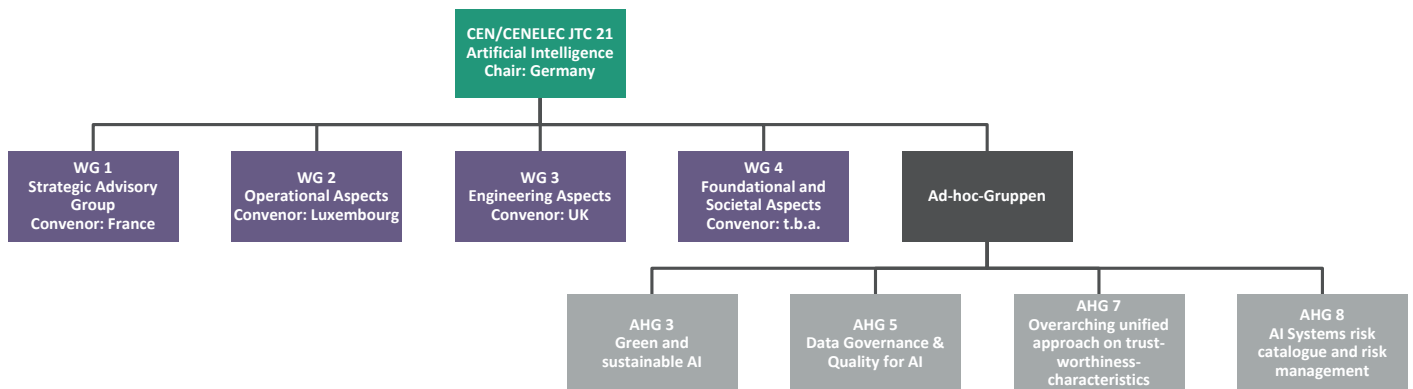 CEN/CENELEC JTC 21
Artificial Intelligence
Chair: Germany
WG 1
Strategic Advisory
Group
Convenor: France
WG 2
Operational Aspects
Convenor: Luxembourg
WG 3
Engineering Aspects
Convenor: UK
WG 4
Foundational and
Societal Aspects
Convenor: t.b.a.
Ad-hoc-Gruppen
AHG 3
Green and
sustainable AI
AHG 5
Data Governance &
Quality for AI
AHG 7
Overarching unified
approach on trust-
worthiness-
characteristics
AHG 8
AI Systems risk
catalogue and risk
management